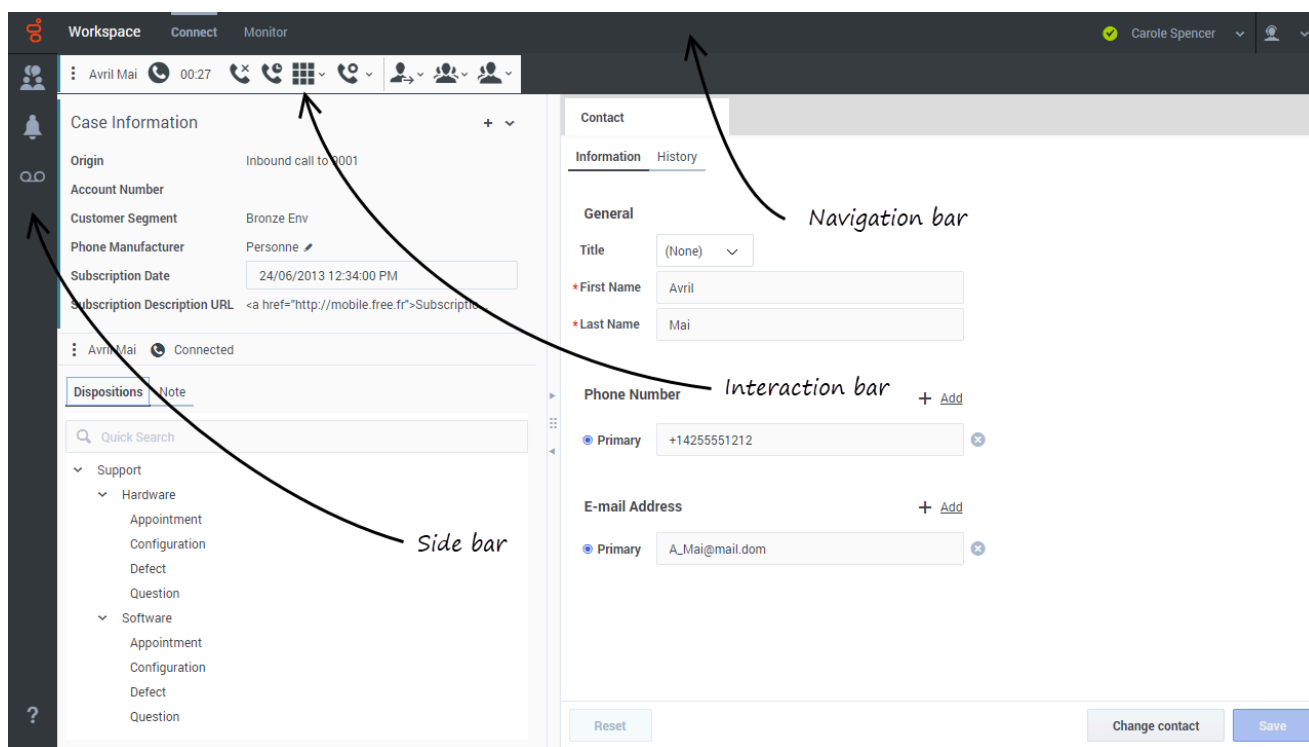 Workspace Connect Monitor Carole Spencer
Avril Mai 00:27
Case Information
Origin Inbound call to 9001
Account Number
Customer Segment Bronze Env
Phone Manufacturer Personne
Subscription Date 24/06/2013 12:34:00 PM
Subscription Description URL <a href="http://mobile.free.fr">Subscriptio...
Avril Mai Connected
Dispositions Note
Quick Search
Support
Hardware
Appointment
Configuration
Defect
Question
Software
Appointment
Configuration
Defect
Question
?
Contact
Information History
General
Title (None)
*First Name Avril
*Last Name Mai
Phone Number + Add
Primary +14255551212
E-mail Address + Add
Primary A_Mai@mail.dom
Reset Change contact Save
Navigation bar
Interaction bar
Side bar